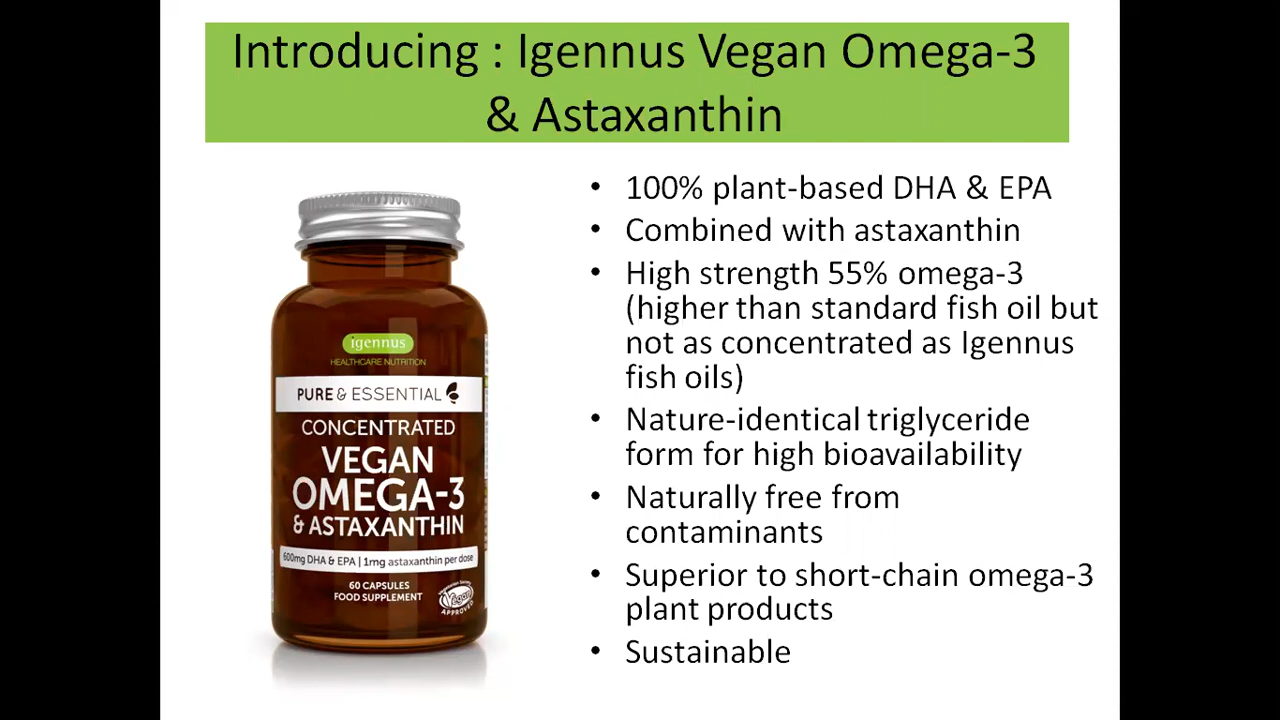 Introducing : Igennus Vegan Omega-3
& Astaxanthin
• 100% plant-based DHA & EPA
• Combined with astaxanthin
• High strength 55% omega-3
(higher than standard fish oil but
not as concentrated as Igennus
fish oils)
• Nature-identical triglyceride
form for high bioavailability
• Naturally free from
contaminants
• Superior to short-chain omega-3
plant products
• Sustainable
igennus
HEALTHCARE NUTRITION
PURE & ESSENTIAL
CONCENTRATED
VEGAN
OMEGA-3
& ASTAXANTHIN
600mg DHA & EPA | 1mg astaxanthin per dose
60 CAPSULES
FOOD SUPPLEMENT
Vegan
APPROVED